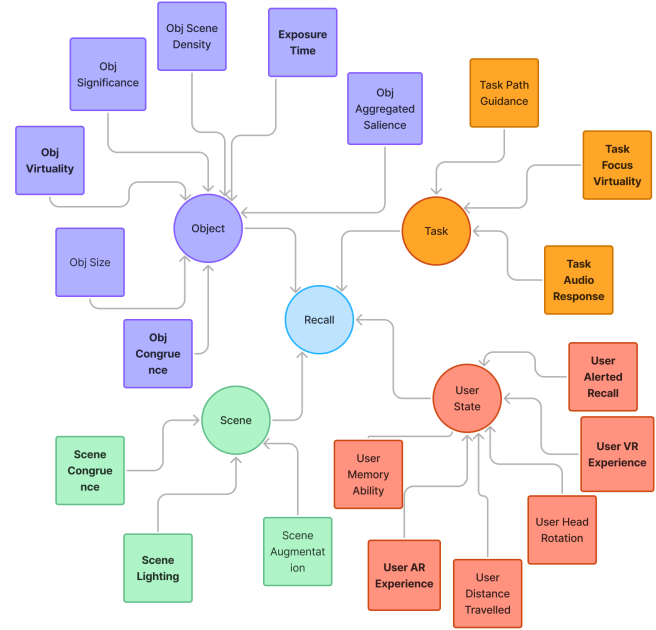 Obj Scene
Density
Exposure
Time
Obj
Significance
Obj
Aggregated
Salience
Task Path
Guidance
Obj
Virtuality
Task
Focus
Virtuality
Object
Task
Obj Size
Task
Audio
Response
Recall
Obj
Congrue
nce
User
Alerted
Recall
User
State
Scene
User VR
Experience
Scene
Congrue
nce
User
Memory
Ability
User Head
Rotation
Scene
Augmentat
ion
Scene
Lighting
User AR
Experience
User
Distance
Travelled